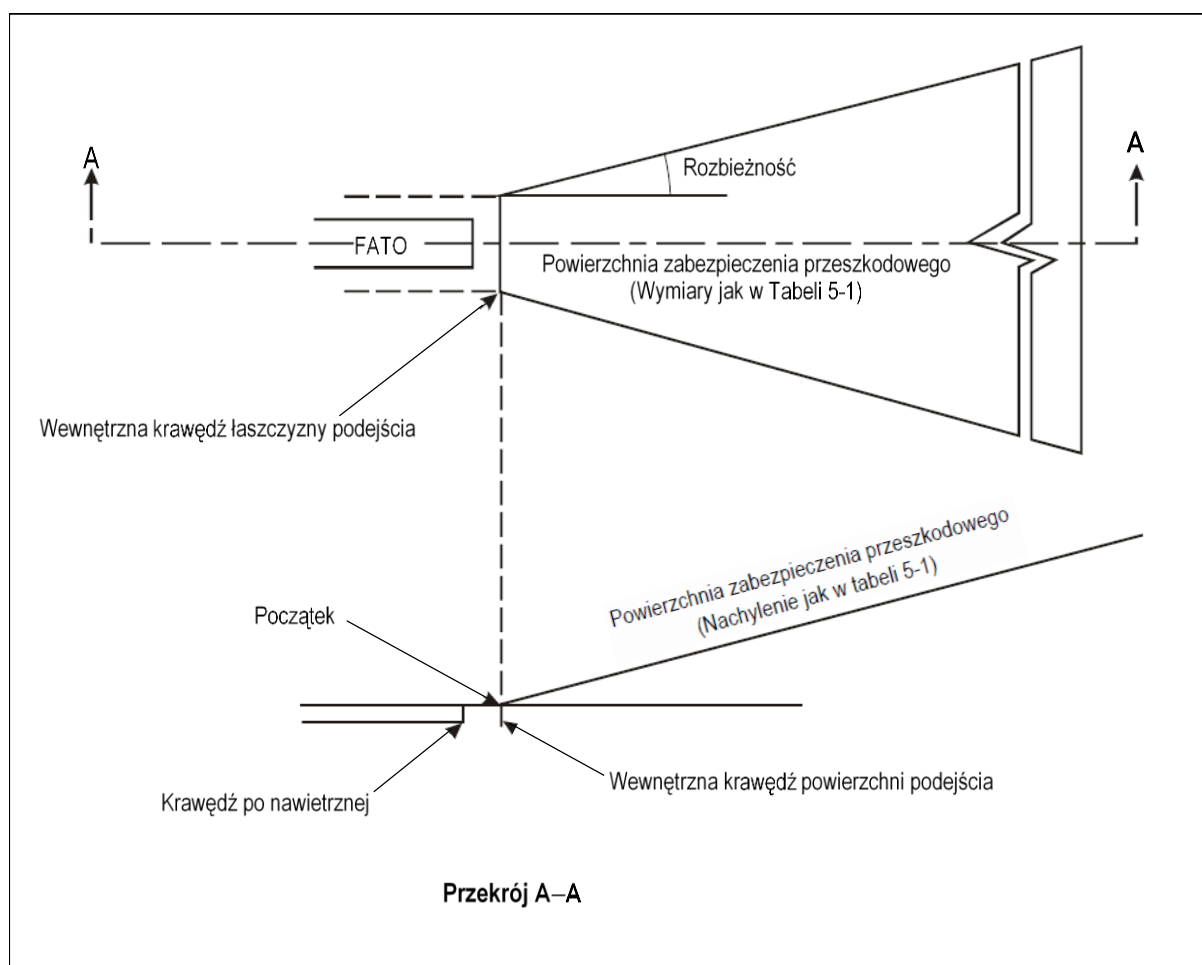 A
A
Rozbieżność
FATO
Powierzchnia zabezpieczenia przeszkodowego
(Wymiary jak w Tabeli 5-1)
Wewnętrzna krawędź łaszczyzny podejścia
Powierzchnia zabezpieczenia przeszkodowego
(Nachylenie jak w tabeli 5-1)
Początek
Wewnętrzna krawędź powierzchni podejścia
Krawędź po nawietrznej
Przekrój A–A